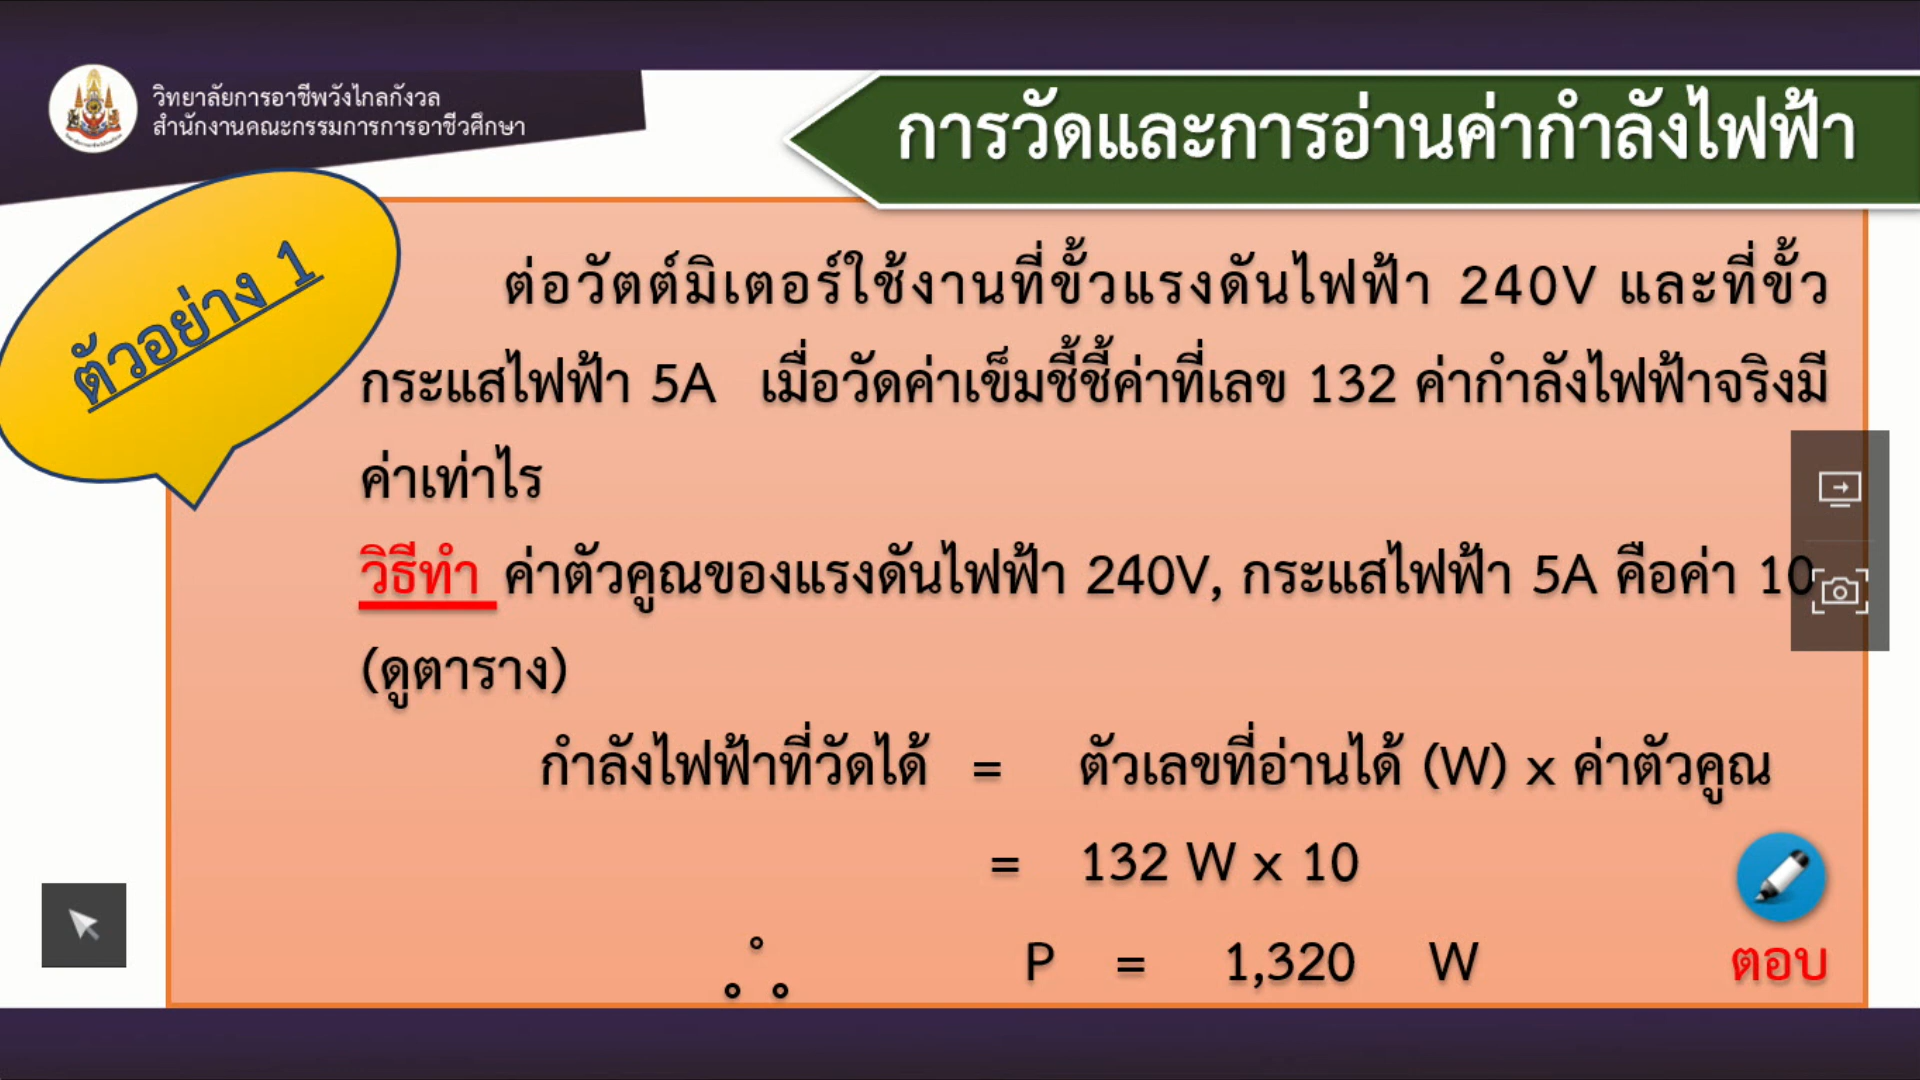 วิทยาลัยการอาชีพวังไกลกังวล
สำนักงานคณะกรรมการการอาชีวศึกษา
การวัดและการอ่านค่ากำลังไฟฟ้า
ตัวอย่าง 1
ต่อวัตต์มิเตอร์ใช้งานที่ขั้วแรงดันไฟฟ้า 240V และที่ขั้ว
กระแสไฟฟ้า 5A เมื่อวัดค่าเข็มชี้ชี้ค่าที่เลข 132 ค่ากำลังไฟฟ้าจริงมี
ค่าเท่าไร
วิธีทำ ค่าตัวคูณของแรงดันไฟฟ้า 240V, กระแสไฟฟ้า 5A คือค่า 10
(ดูตาราง)
กำลังไฟฟ้าที่วัดได้ = ตัวเลขที่อ่านได้ (W) x ค่าตัวคูณ
= 132 W x 10
∴ P = 1,320 W ตอบ